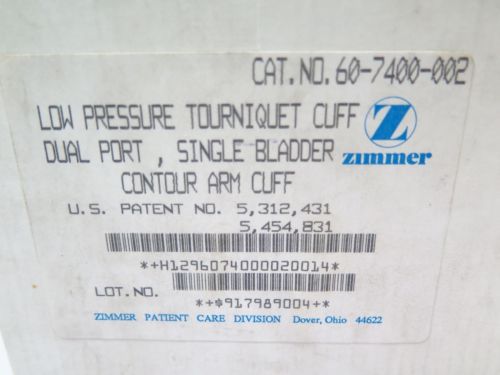 CAT.NO. 60-7400-002
LOW PRESSURE TOURNIQUET CUFF
DUAL PORT , SINGLE BLADDER
CONTOUR ARM CUFF
Z
zimmer
U.S. PATENT NO. 5,312,431
5,454,831
*+H1296074000020014*
LOT.NO.
*+$917989004+*
ZIMMER PATIENT CARE DIVISION Dover, Ohio 44622